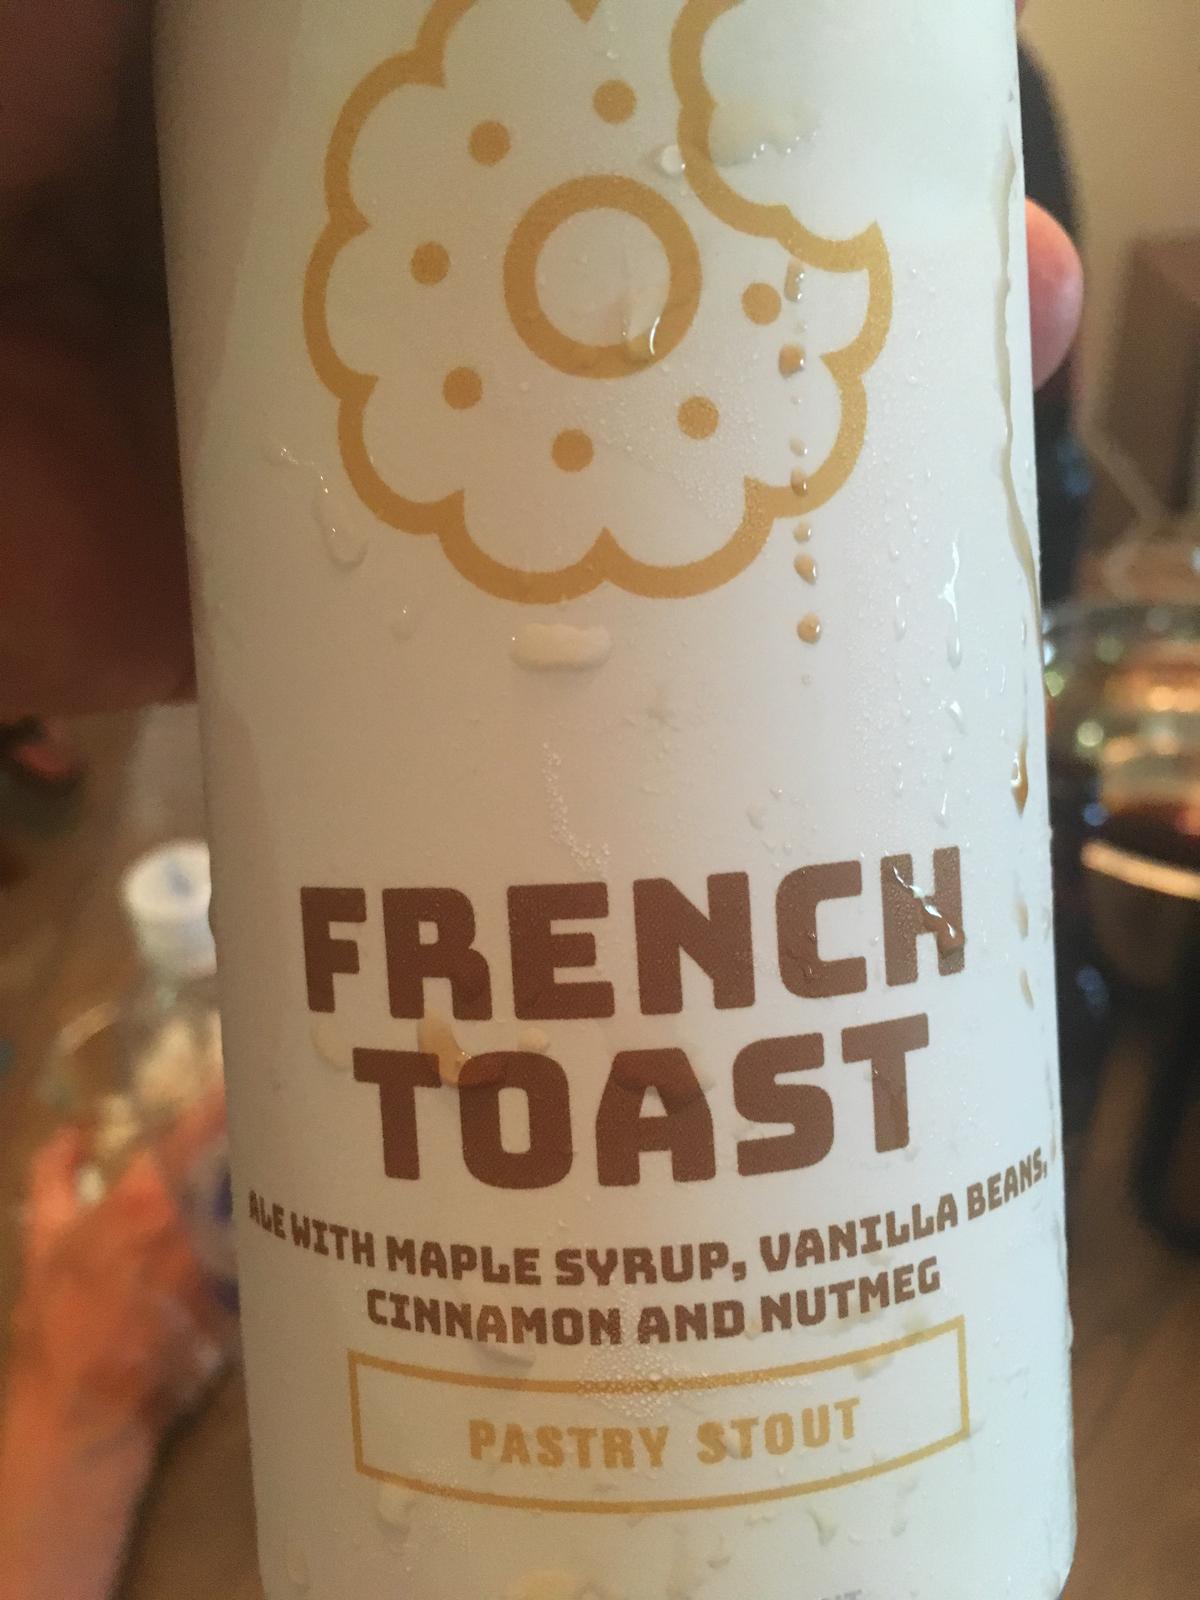 FRENCH
TOAST
ALE WITH MAPLE SYRUP, VANILLA BEANS,
CINNAMON AND NUTMEG
PASTRY STOUT